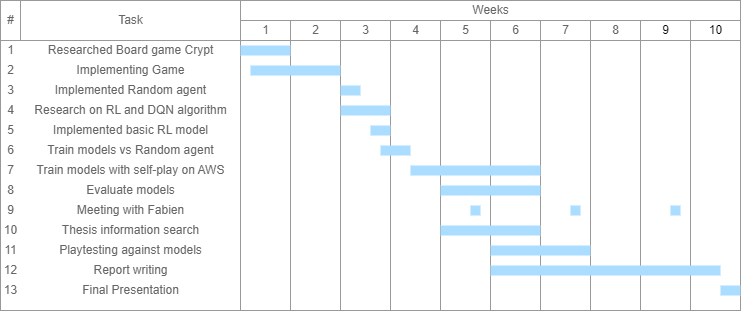 # Task Weeks
1 2 3 4 5 6 7 8 9 10
1 Researched Board game Crypt
2 Implementing Game
3 Implemented Random agent
4 Research on RL and DQN algorithm
5 Implemented basic RL model
6 Train models vs Random agent
7 Train models with self-play on AWS
8 Evaluate models
9 Meeting with Fabien
10 Thesis information search
11 Playtesting against models
12 Report writing
13 Final Presentation